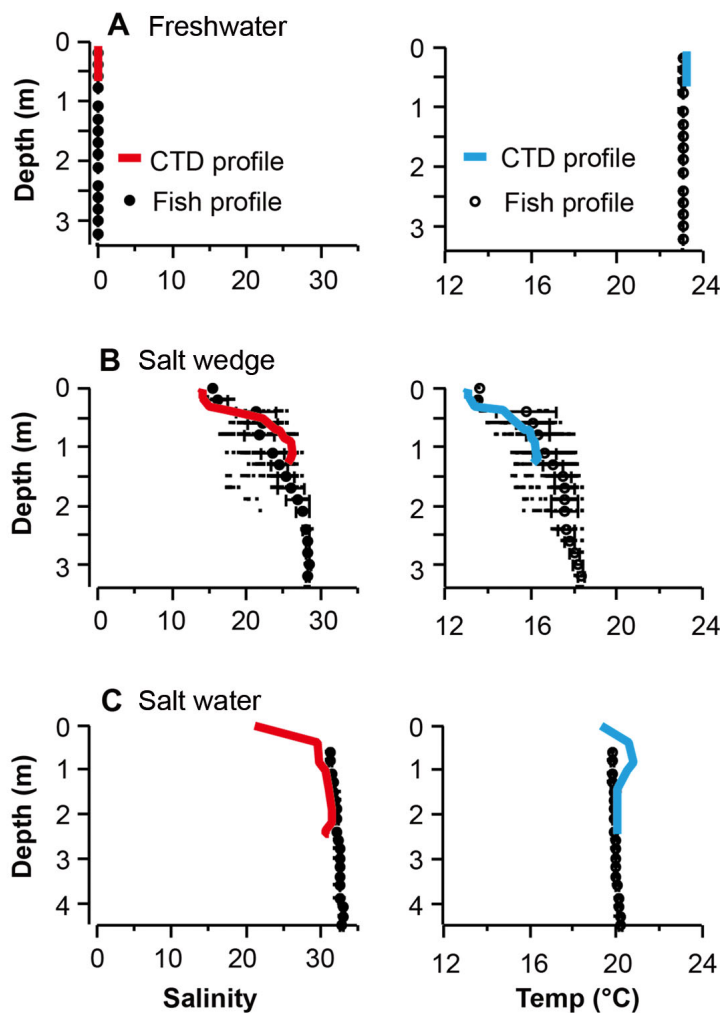 A Freshwater
0
1
2
3
Depth (m)
CTD profile
Fish profile
0 10 20 30
0
1
2
3
CTD profile
Fish profile
12 16 20 24
B Salt wedge
0
1
2
3
Depth (m)
0 10 20 30
0
1
2
3
12 16 20 24
C Salt water
0
1
2
3
4
Depth (m)
0 10 20 30
Salinity
0
1
2
3
4
12 16 20 24
Temp (°C)